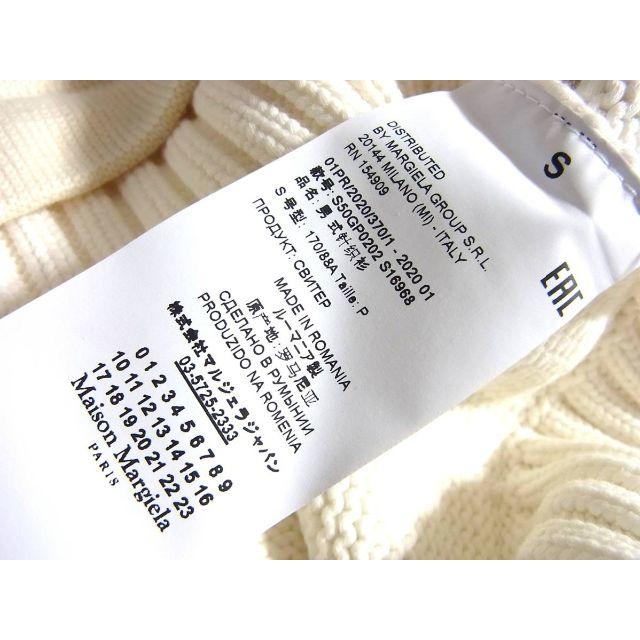 S
EAC
DISTRIBUTED
BY MARGIELA GROUP S.R.L.
20144 MILANO (MI) - ITALY
RN 154909
01PR/2020/370/1 - 2020 01
款号: S50GP0202 S16968
品名: 男式针织衫
S 号型: 170/88A Taille: P
ПРОДУКТ: СВИТЕР
MADE IN ROMANIA
ルーマニア製
原产地: 罗马尼亚
СДЕЛАНО В РУМЫНИИ
PRODUZIDO NA ROMENIA
株式会社マルジェラジャパン
03-5725-2333
0 1 2 3 4 5 6 7 8 9
10 11 12 13 14 15 16
17 18 19 20 21 22 23
Maison Margiela
PARIS